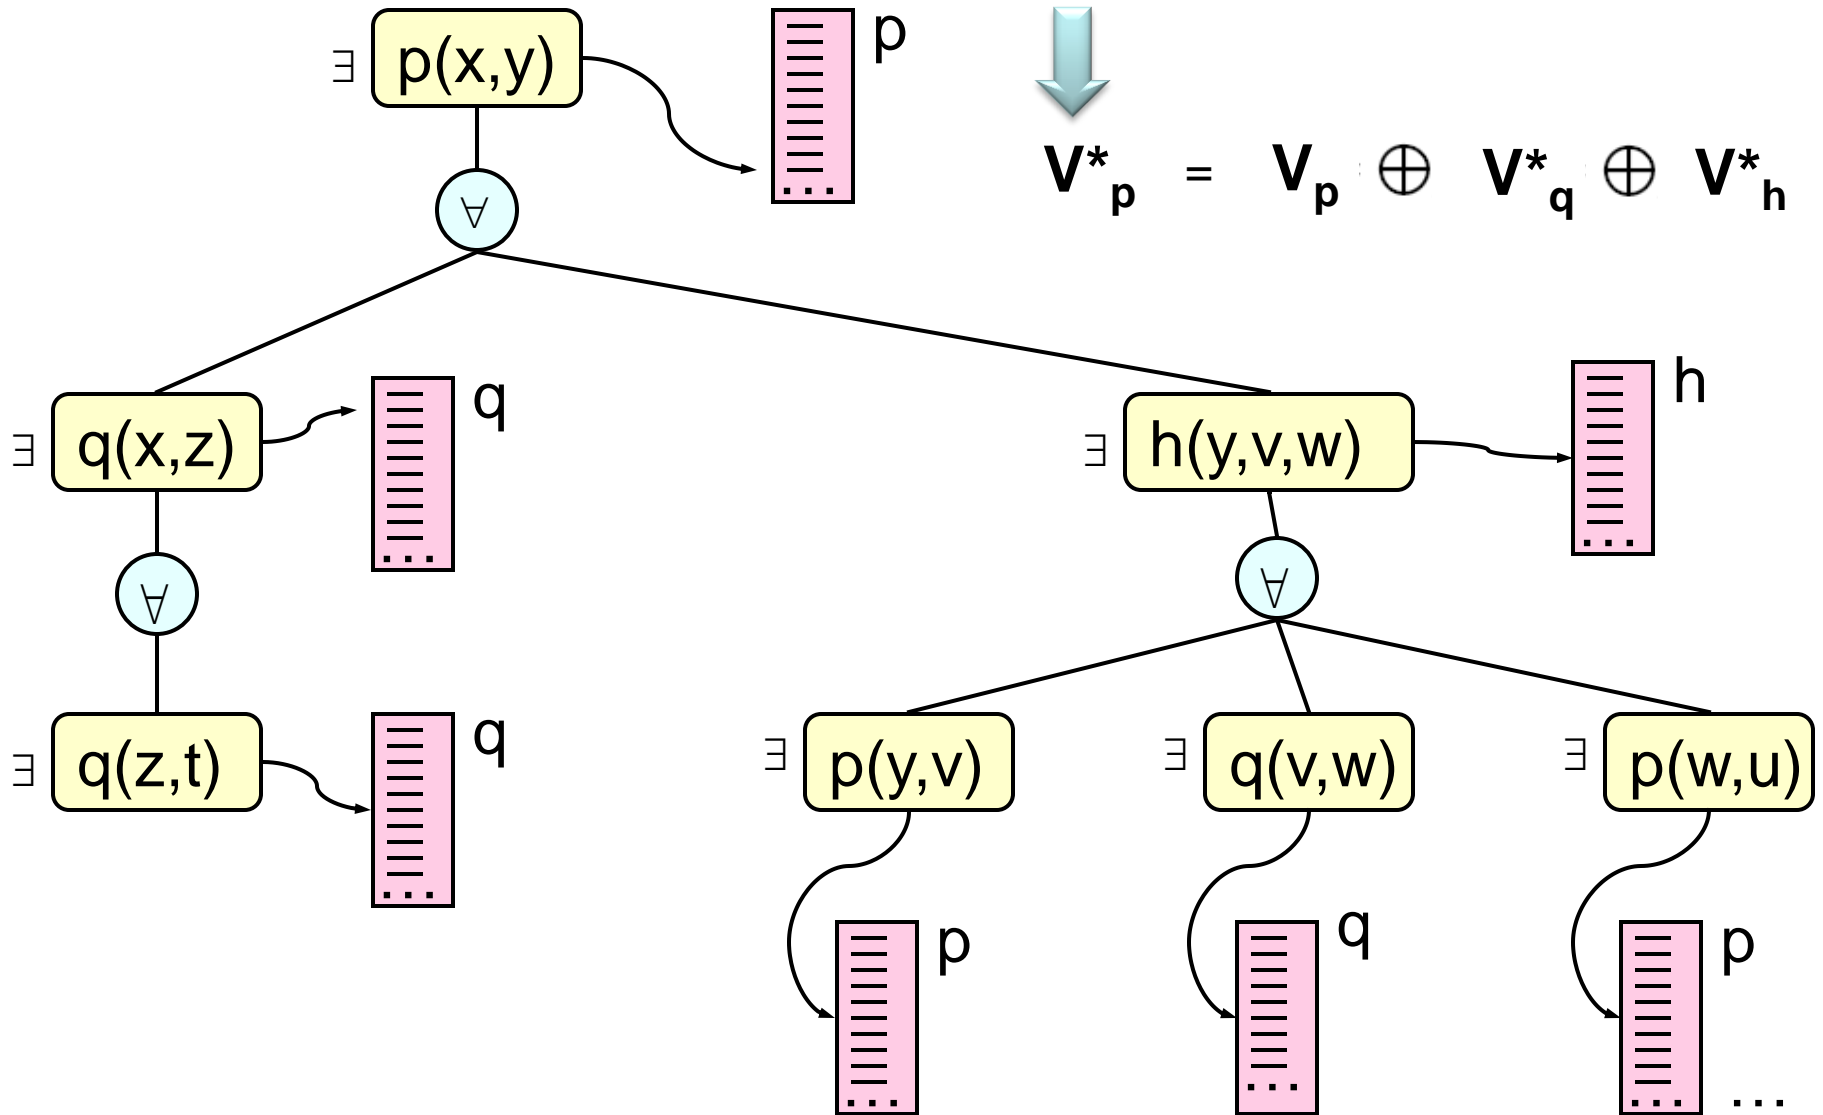 ∃ p(x,y) p
V*p = Vp ⊕ V*q ⊕ V*h
∀
∃ q(x,z) q
∃ h(y,v,w) h
∀
∀
∃ q(z,t) q
∃ p(y,v)
∃ q(v,w)
∃ p(w,u)
p
q
p
...